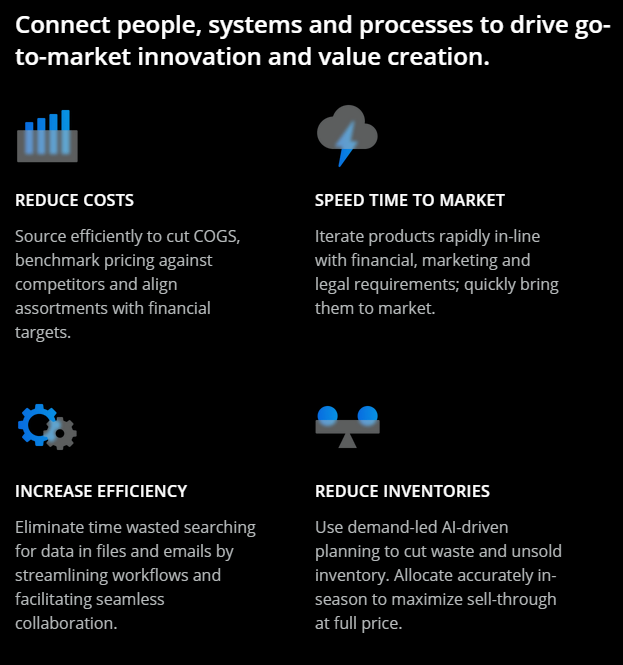 Connect people, systems and processes to drive go-
to-market innovation and value creation.
REDUCE COSTS
Source efficiently to cut COGS,
benchmark pricing against
competitors and align
assortments with financial
targets.
SPEED TIME TO MARKET
Iterate products rapidly in-line
with financial, marketing and
legal requirements; quickly bring
them to market.
INCREASE EFFICIENCY
Eliminate time wasted searching
for data in files and emails by
streamlining workflows and
facilitating seamless
collaboration.
REDUCE INVENTORIES
Use demand-led AI-driven
planning to cut waste and unsold
inventory. Allocate accurately in-
season to maximize sell-through
at full price.